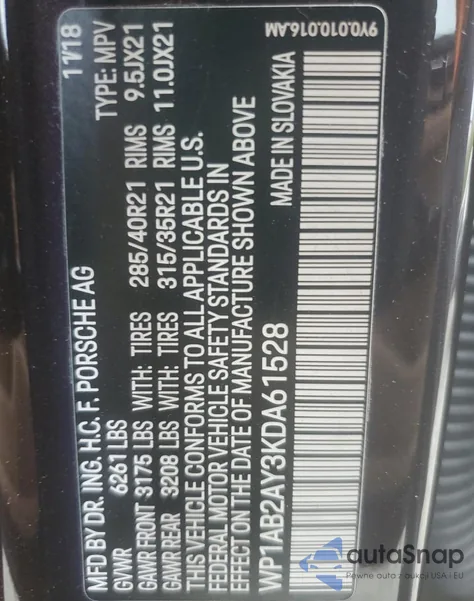 MFD BY DR. ING. H.C. F. PORSCHE AG 11/18
GVWR 6261 LBS TYPE: MPV
GAWR FRONT 3175 LBS WITH: TIRES 285/40R21 RIMS 9.5JX21
GAWR REAR 3208 LBS WITH: TIRES 315/35R21 RIMS 11.0JX21
THIS VEHICLE CONFORMS TO ALL APPLICABLE U.S.
FEDERAL MOTOR VEHICLE SAFETY STANDARDS IN
EFFECT ON THE DATE OF MANUFACTURE SHOWN ABOVE
WP1AB2AY3KDA61528 MADE IN SLOVAKIA
9Y0.010.016.AM
autoSnap
Pewne auta z aukcji USA i EU